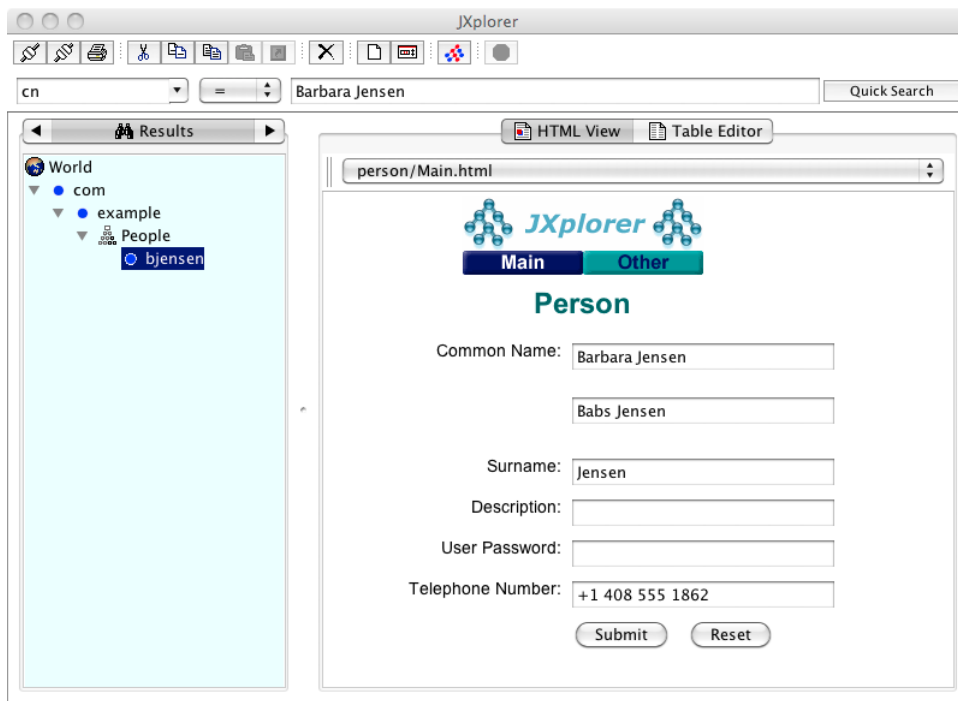 JXplorer
cn = Barbara Jensen Quick Search
Results
World
com
example
People
bjensen
HTML View Table Editor
person/Main.html
JXplorer
Main Other
Person
Common Name: Barbara Jensen
Babs Jensen
Surname: Jensen
Description:
User Password:
Telephone Number: +1 408 555 1862
Submit Reset